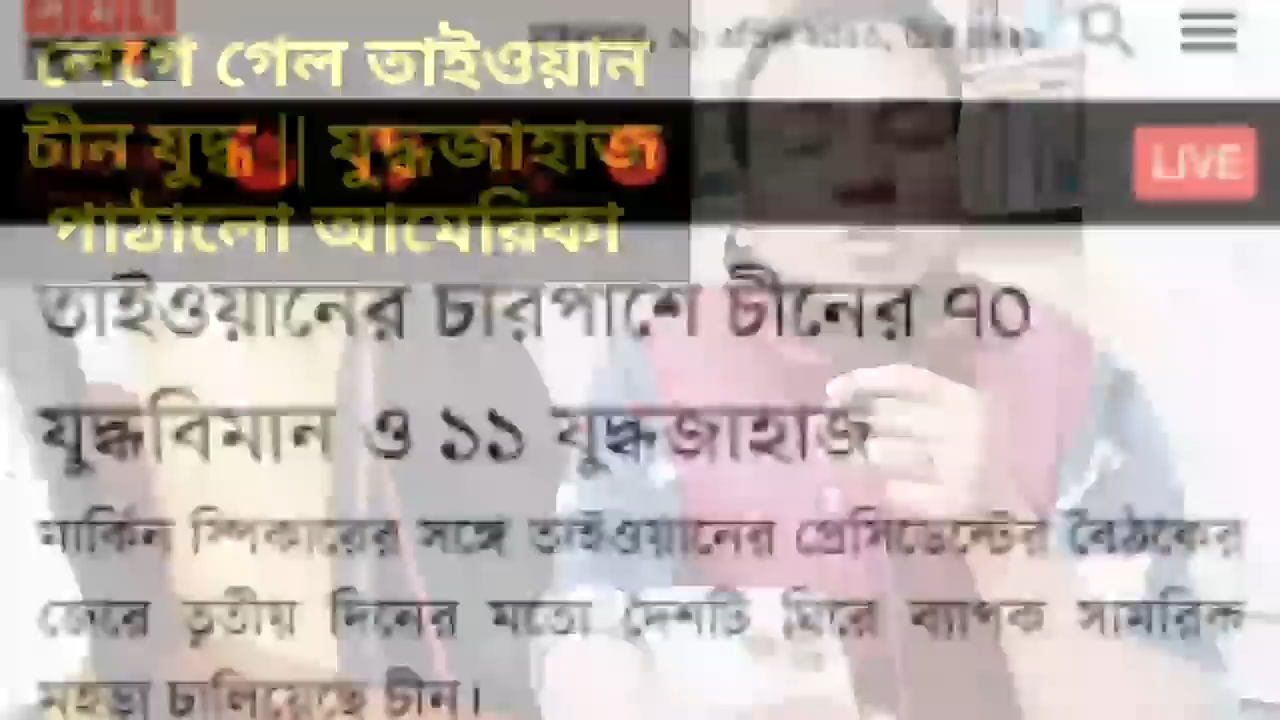 লেগে গেল তাইওয়ান
চীন যুদ্ধ || যুদ্ধজাহাজ
LIVE
পাঠালো আমেরিকা
তাইওয়ানের চারপাশে চীনের ৭০
যুদ্ধবিমান ও ১১ যুদ্ধজাহাজ
মার্কিন স্পিকারের সঙ্গে তাইওয়ানের প্রেসিডেন্টের বৈঠকের
জেরে তৃতীয় দিনের মতো দেশটি ঘিরে ব্যাপক সামরিক
মহড়া চালিয়েছে চীন।